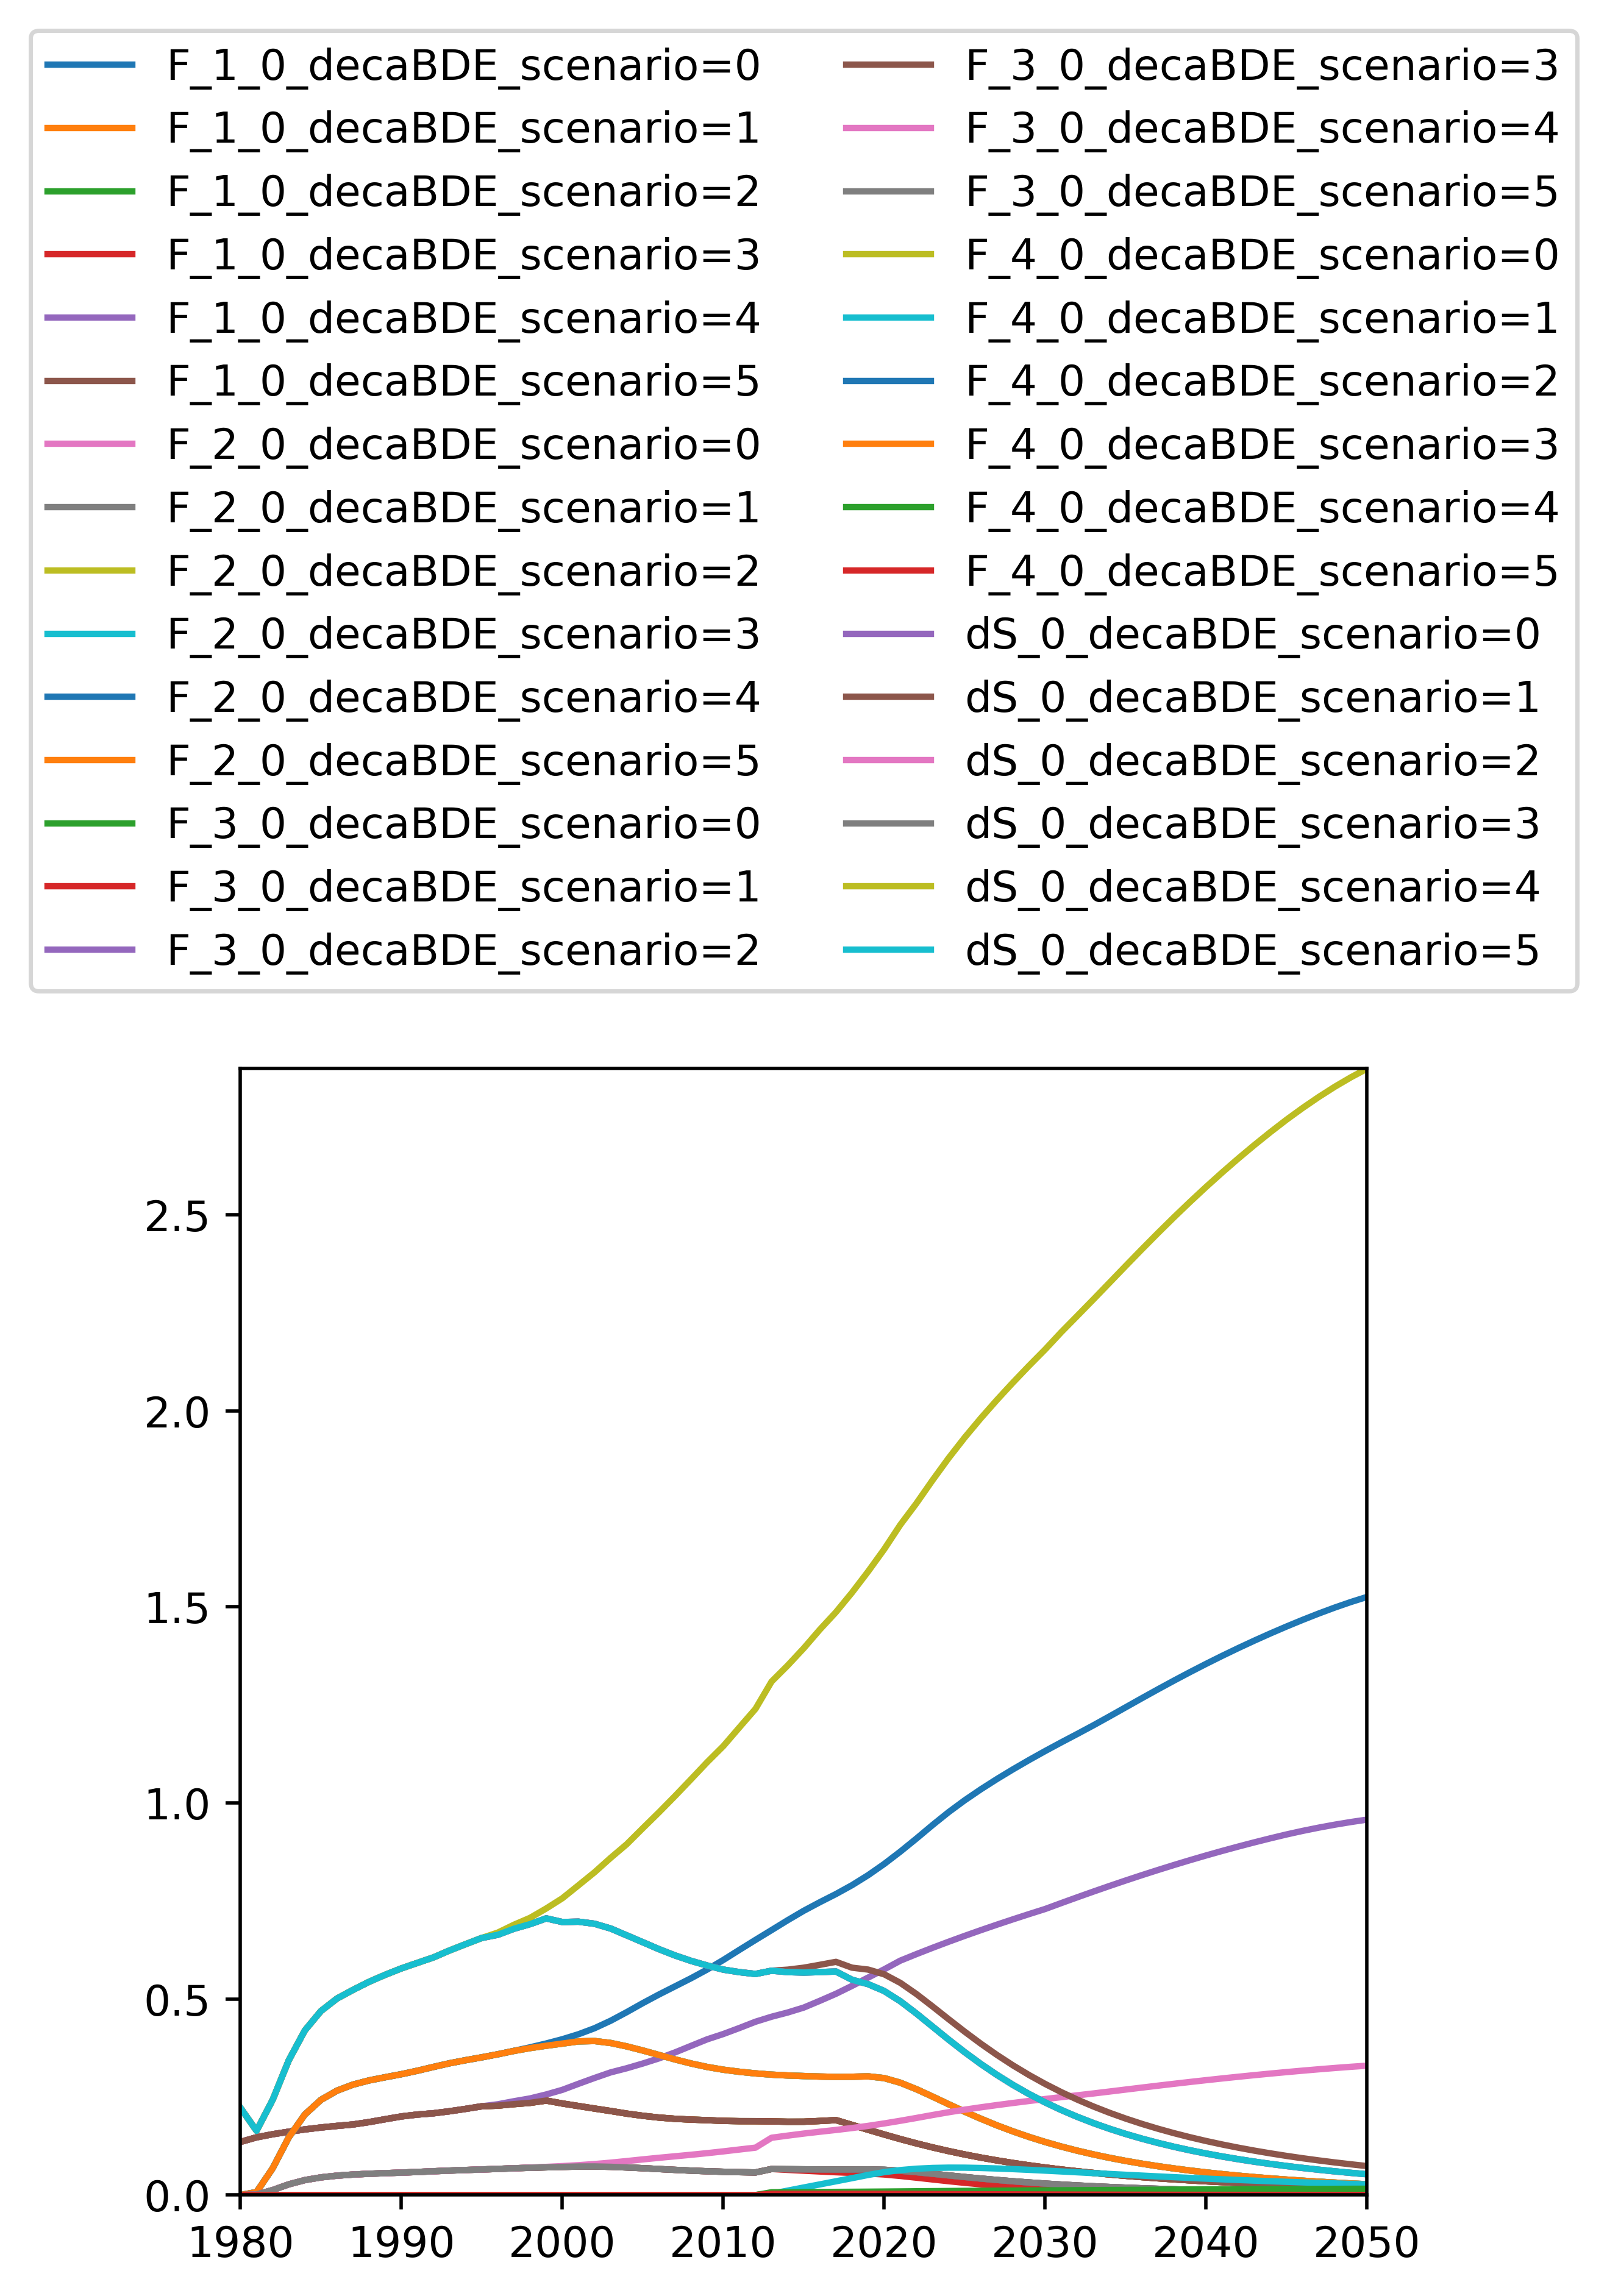 F_1_0_decaBDE_scenario=0
F_1_0_decaBDE_scenario=1
F_1_0_decaBDE_scenario=2
F_1_0_decaBDE_scenario=3
F_1_0_decaBDE_scenario=4
F_1_0_decaBDE_scenario=5
F_2_0_decaBDE_scenario=0
F_2_0_decaBDE_scenario=1
F_2_0_decaBDE_scenario=2
F_2_0_decaBDE_scenario=3
F_2_0_decaBDE_scenario=4
F_2_0_decaBDE_scenario=5
F_3_0_decaBDE_scenario=0
F_3_0_decaBDE_scenario=1
F_3_0_decaBDE_scenario=2
F_3_0_decaBDE_scenario=3
F_3_0_decaBDE_scenario=4
F_3_0_decaBDE_scenario=5
F_4_0_decaBDE_scenario=0
F_4_0_decaBDE_scenario=1
F_4_0_decaBDE_scenario=2
F_4_0_decaBDE_scenario=3
F_4_0_decaBDE_scenario=4
F_4_0_decaBDE_scenario=5
dS_0_decaBDE_scenario=0
dS_0_decaBDE_scenario=1
dS_0_decaBDE_scenario=2
dS_0_decaBDE_scenario=3
dS_0_decaBDE_scenario=4
dS_0_decaBDE_scenario=5
2.5
2.0
1.5
1.0
0.5
0.0
1980 1990 2000 2010 2020 2030 2040 2050